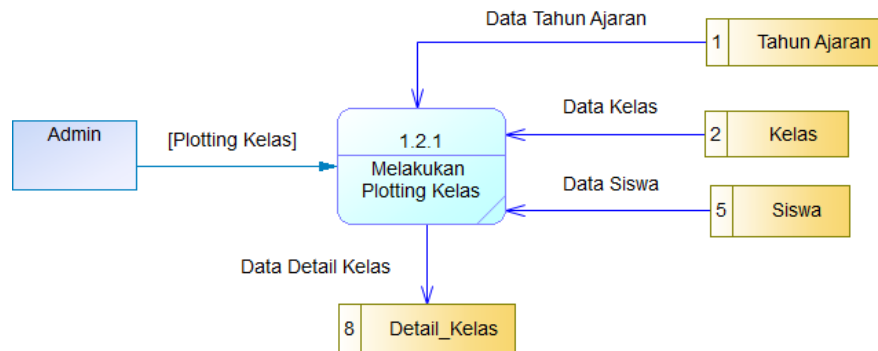 Data Tahun Ajaran
1 Tahun Ajaran
Admin
[Plotting Kelas]
1.2.1
Melakukan
Plotting Kelas
Data Kelas
2 Kelas
Data Siswa
5 Siswa
Data Detail Kelas
8 Detail_Kelas